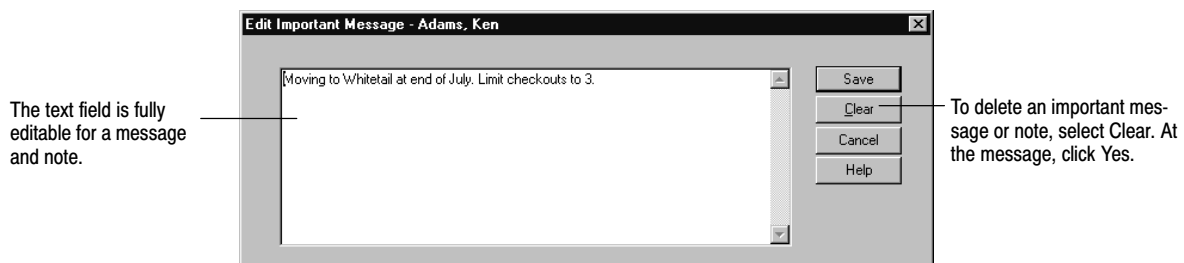 Edit Important Message - Adams, Ken
Moving to Whitetail at end of July. Limit checkouts to 3.
Save
Clear
Cancel
Help
The text field is fully
editable for a message
and note.
To delete an important mes-
sage or note, select Clear. At
the message, click Yes.